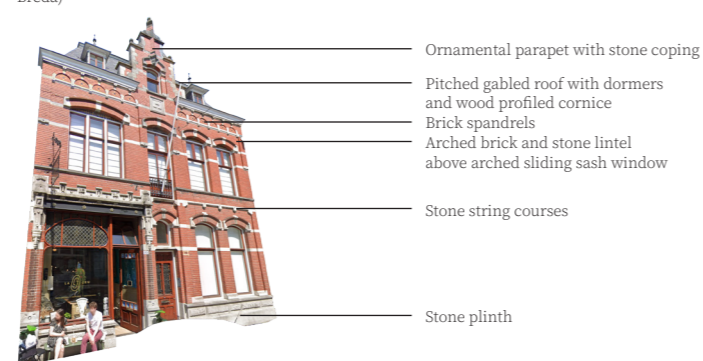 Breda)
Ornamental parapet with stone coping
Pitched gabled roof with dormers
and wood profiled cornice
Brick spandrels
Arched brick and stone lintel
above arched sliding sash window
Stone string courses
Stone plinth